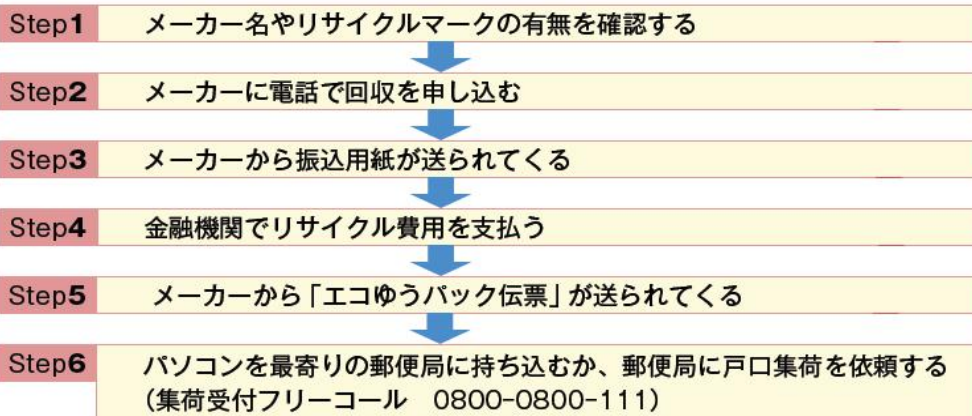 Step1 メーカー名やリサイクルマークの有無を確認する
Step2 メーカーに電話で回収を申し込む
Step3 メーカーから振込用紙が送られてくる
Step4 金融機関でリサイクル費用を支払う
Step5 メーカーから「エコゆうパック伝票」が送られてくる
Step6 パソコンを最寄りの郵便局に持ち込むか、郵便局に戸口集荷を依頼する
（集荷受付フリーコール　0800-0800-111）